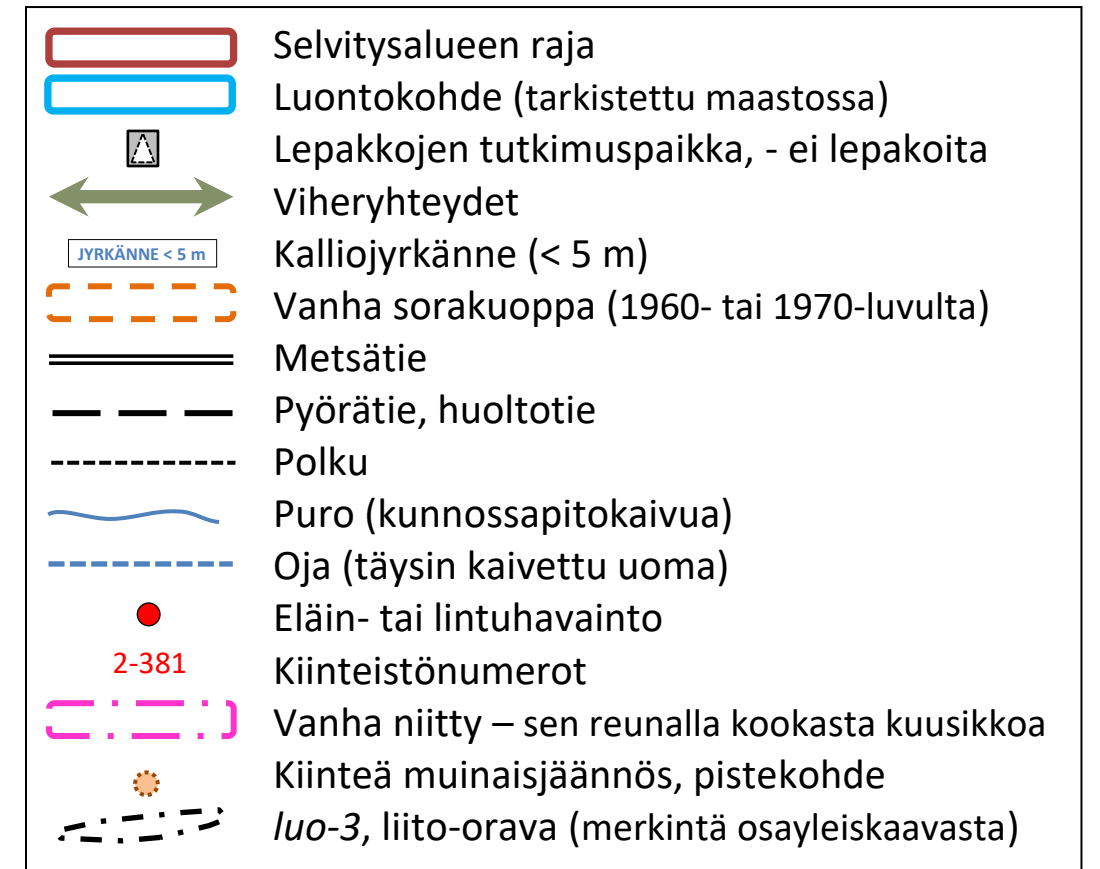 Selvitysalueen raja
Luontokohde (tarkistettu maastossa)
Lepakkojen tutkimuspaikka, - ei lepakoita
Viheryhteydet
JYRKÄNNE < 5 m Kalliojyrkänne (< 5 m)
Vanha sorakuoppa (1960- tai 1970-luvulta)
Metsätie
Pyörätie, huoltotie
Polku
Puro (kunnossapitokaivua)
Oja (täysin kaivettu uoma)
Eläin- tai lintuhavainto
2-381 Kiinteistönumerot
Vanha niitty – sen reunalla kookasta kuusikkoa
Kiinteä muinaisjäännös, pistekohde
luo-3, liito-orava (merkintä osayleiskaavasta)